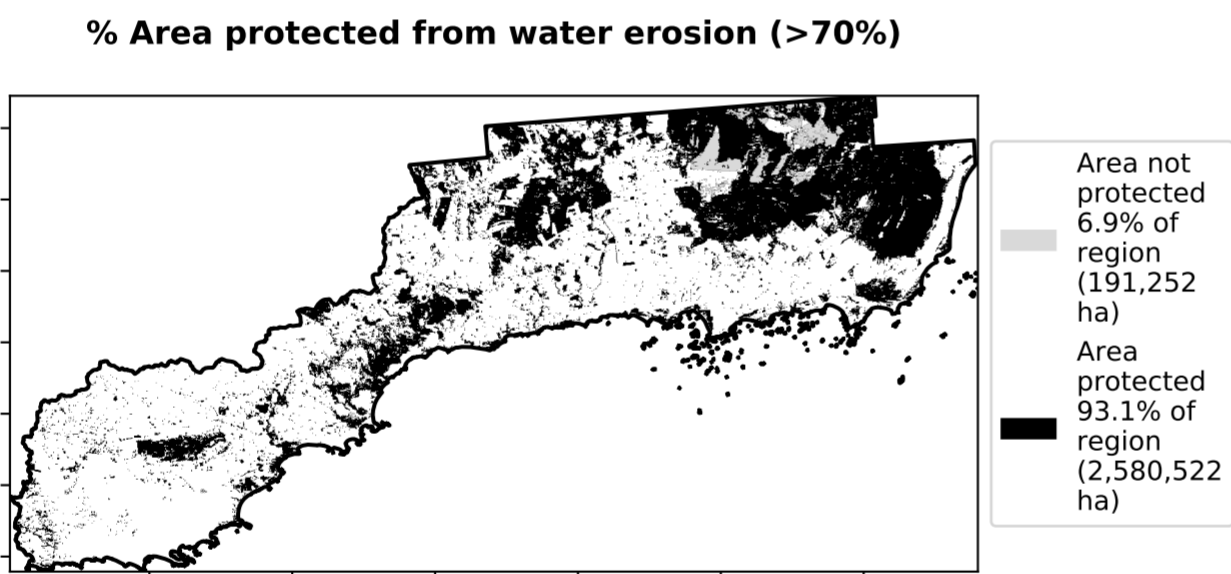 % Area protected from water erosion (>70%)
Area not
protected
6.9% of
region
(191,252
ha)
Area
protected
93.1% of
region
(2,580,522
ha)